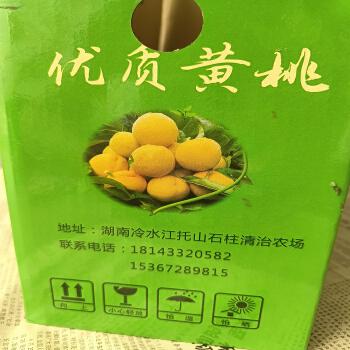 优质黄桃
地址：湖南冷水江托山石柱清治农场
联系电话：18143320582
15367289815
向上 小心轻放 怕湿 怕晒